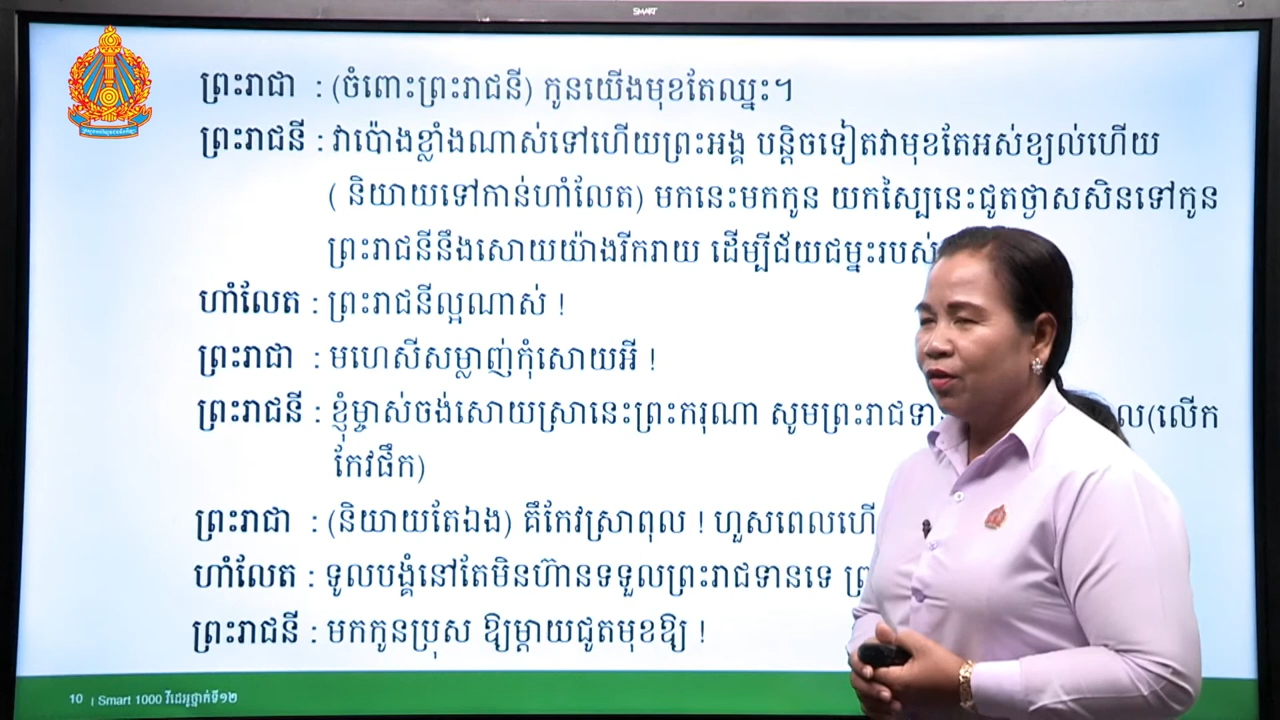 SMART
ព្រះរាជា : (ចំពោះព្រះរាជនី) កូនយើងមុខតែឈ្នះ។
ព្រះរាជនី : វាប៉ោងខ្លាំងណាស់ទៅហើយព្រះអង្គ បន្តិចទៀតវាមុខតែអស់ខ្យល់ហើយ
( និយាយទៅកាន់ហាំលែត) មកនេះមកកូន យកស្បៃនេះជូតថ្ងាសសិនទៅកូន
ព្រះរាជនីនឹងសោយយ៉ាងរីករាយ ដើម្បីជ័យជម្នះរបស់
ហាំលែត : ព្រះរាជនីល្អណាស់ !
ព្រះរាជា : មហេសីសម្លាញ់កុំសោយអី !
ព្រះរាជនី : ខ្ញុំម្ចាស់ចង់សោយស្រានេះព្រះករុណា សូមព្រះរាជទា (លើក
កែវផឹក)
ព្រះរាជា : (និយាយតែឯង) គឺកែវស្រាពុល ! ហួសពេលហើ
ហាំលែត : ទូលបង្គំនៅតែមិនហ៊ានទទួលព្រះរាជទានទេ
ព្រះរាជនី : មកកូនប្រុស ឱ្យម្តាយជូតមុខឱ្យ !
10 | Smart 1000 វីដេអូថ្នាក់ទី១២